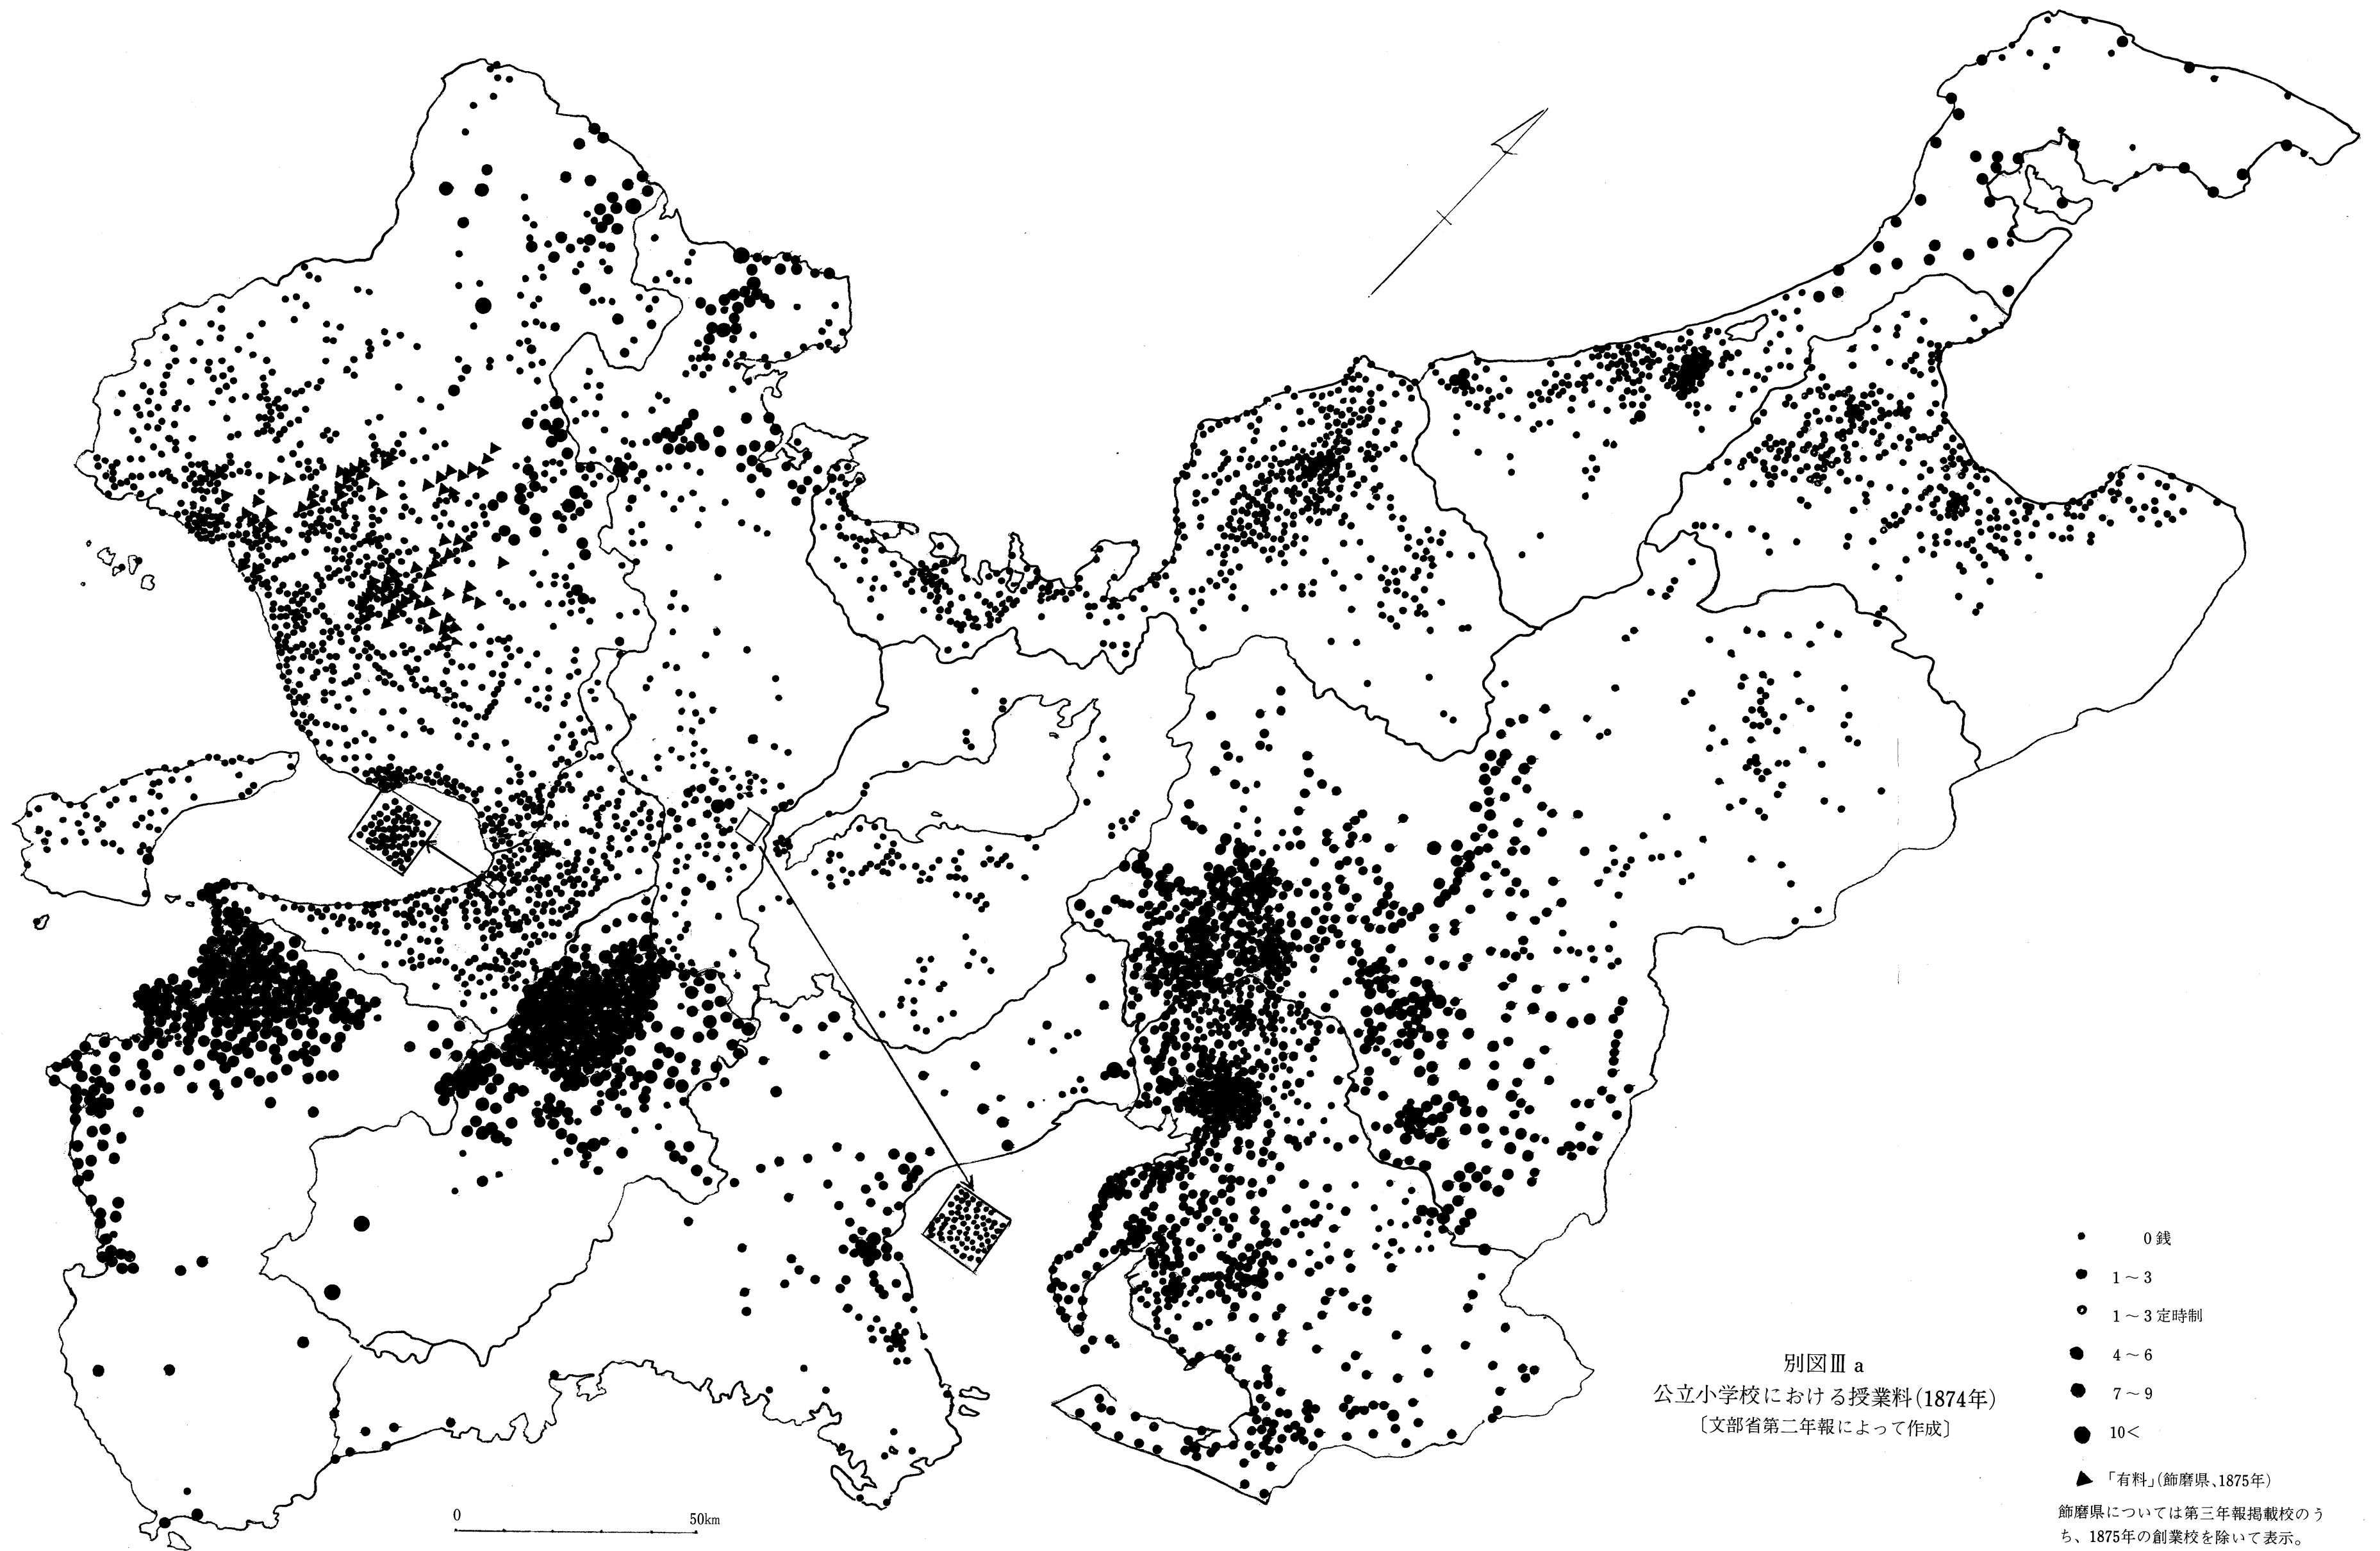 0 銭
1～3
1～3 定時制
4～6
7～9
10<
「有料」(飾磨県、1875年)
飾磨県については第三年報掲載校のう
ち、1875年の創業校を除いて表示。
別図Ⅲa
公立小学校における授業料(1874年)
〔文部省第二年報によって作成〕
0 50km